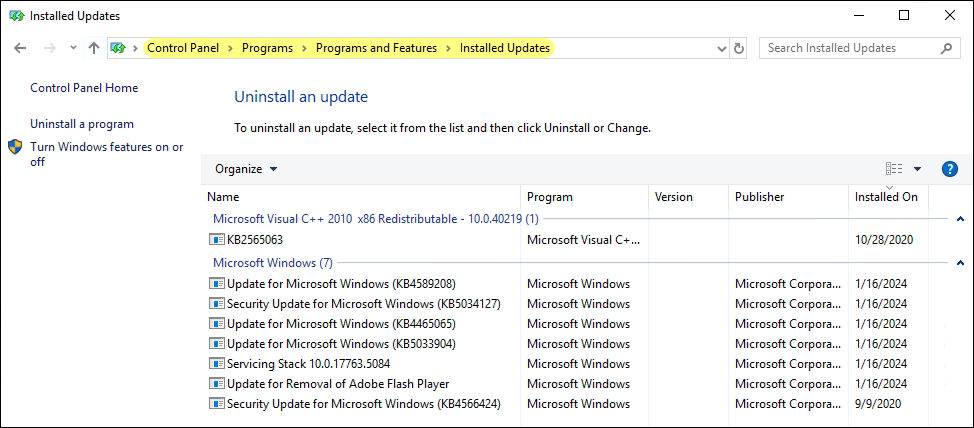 Installed Updates
Control Panel > Programs > Programs and Features > Installed Updates
Search Installed Updates
Control Panel Home
Uninstall a program
Turn Windows features on or
off
Uninstall an update
To uninstall an update, select it from the list and then click Uninstall or Change.
Organize
?
Name Program Version Publisher Installed On
Microsoft Visual C++ 2010 x86 Redistributable - 10.0.40219 (1)
KB2565063 Microsoft Visual C+... 10/28/2020
Microsoft Windows (7)
Update for Microsoft Windows (KB4589208) Microsoft Windows Microsoft Corpora... 1/16/2024
Security Update for Microsoft Windows (KB5034127) Microsoft Windows Microsoft Corpora... 1/16/2024
Update for Microsoft Windows (KB4465065) Microsoft Windows Microsoft Corpora... 1/16/2024
Update for Microsoft Windows (KB5033904) Microsoft Windows Microsoft Corpora... 1/16/2024
Servicing Stack 10.0.17763.5084 Microsoft Windows Microsoft Corpora... 1/16/2024
Update for Removal of Adobe Flash Player Microsoft Windows Microsoft Corpora... 1/16/2024
Security Update for Microsoft Windows (KB4566424) Microsoft Windows Microsoft Corpora... 9/9/2020